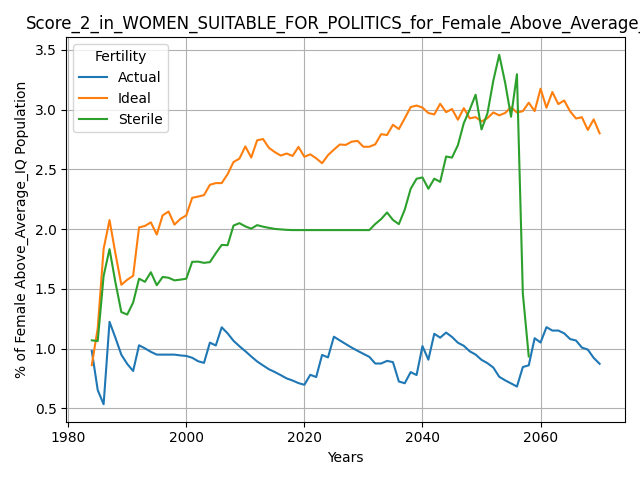 Score_2_in_WOMEN_SUITABLE_FOR_POLITICS_for_Female_Above_Average_
Fertility
Actual
Ideal
Sterile
% of Female Above_Average_IQ Population
3.5
3.0
2.5
2.0
1.5
1.0
0.5
1980
2000
2020
2040
2060
Years